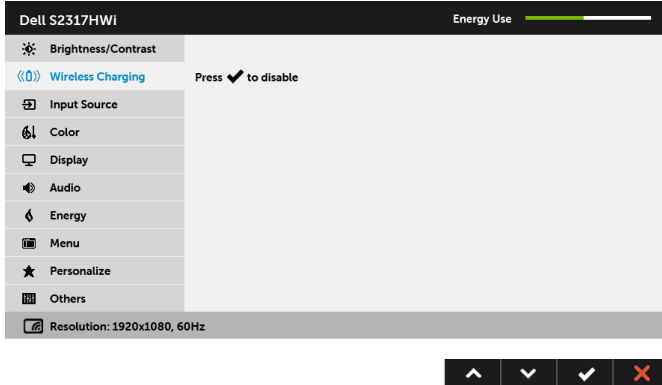 Dell S2317HWi
Energy Use
Brightness/Contrast
Wireless Charging
Press ✔ to disable
Input Source
Color
Display
Audio
Energy
Menu
Personalize
Others
Resolution: 1920x1080, 60Hz